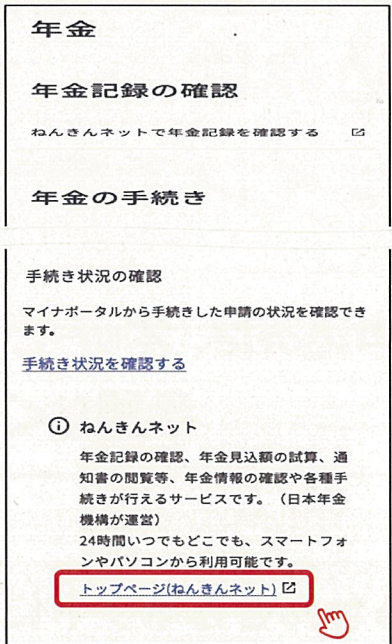 年金
年金記録の確認
ねんきんネットで年金記録を確認する
年金の手続き
手続き状況の確認
マイナポータルから手続きした申請の状況を確認でき
ます。
手続き状況を確認する
ねんきんネット
年金記録の確認、年金見込額の試算、通
知書の閲覧等、年金情報の確認や各種手
続きが行えるサービスです。（日本年金
機構が運営）
24時間いつでもどこでも、スマートフォ
ンやパソコンから利用可能です。
トップページ(ねんきんネット)